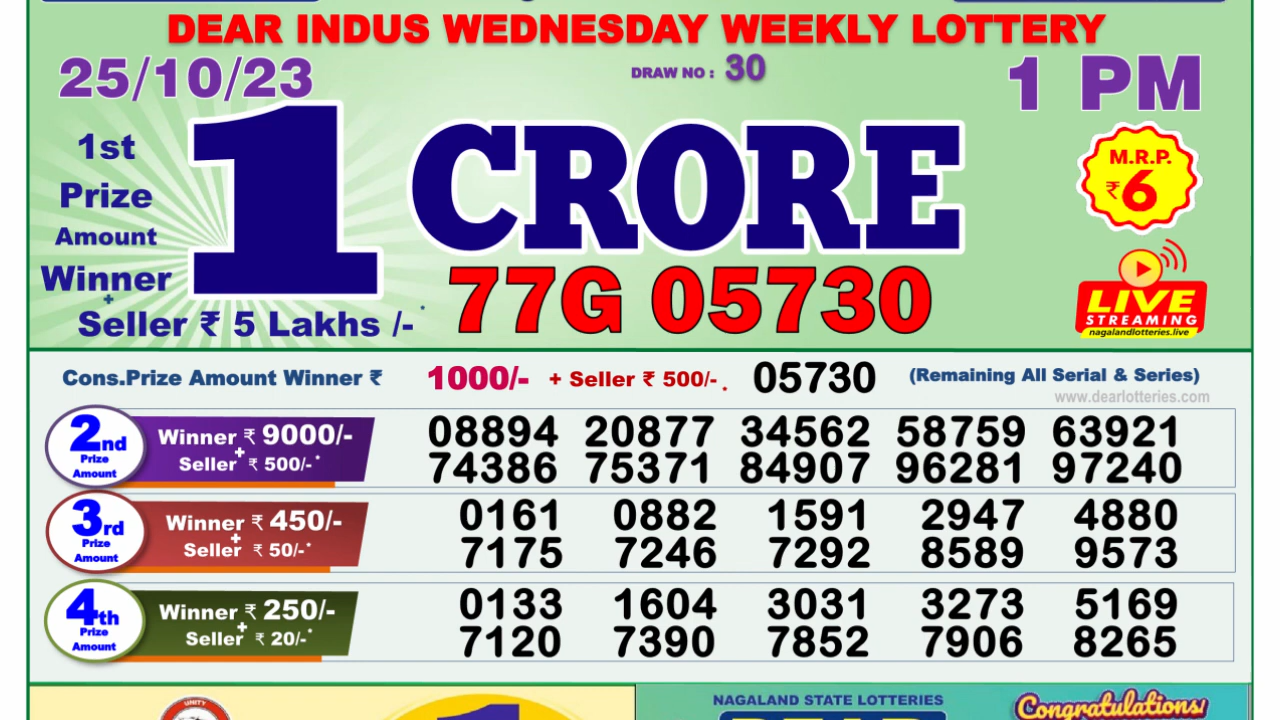 DEAR INDUS WEDNESDAY WEEKLY LOTTERY
25/10/23
DRAW NO : 30
1 PM
1st
Prize
Amount
Winner
+
Seller ₹ 5 Lakhs /- *
1 CRORE
77G 05730
M.R.P.
₹6
LIVE
STREAMING
nagalandlotteries.live
Cons.Prize Amount Winner ₹ 1000/- + Seller ₹ 500/- . 05730 (Remaining All Serial & Series)
www.dearlotteries.com
2nd
Prize
Amount
Winner ₹ 9000/-
+
Seller ₹ 500/-*
08894 20877 34562 58759 63921
74386 75371 84907 96281 97240
3rd
Prize
Amount
Winner ₹ 450/-
+
Seller ₹ 50/-*
0161 0882 1591 2947 4880
7175 7246 7292 8589 9573
4th
Prize
Amount
Winner ₹ 250/-
+
Seller ₹ 20/-*
0133 1604 3031 3273 5169
7120 7390 7852 7906 8265
UNITY
1
NAGALAND STATE LOTTERIES
DEAR
Congratulations!